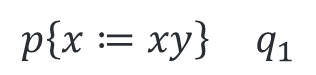 p{x ≔ xy} q₁